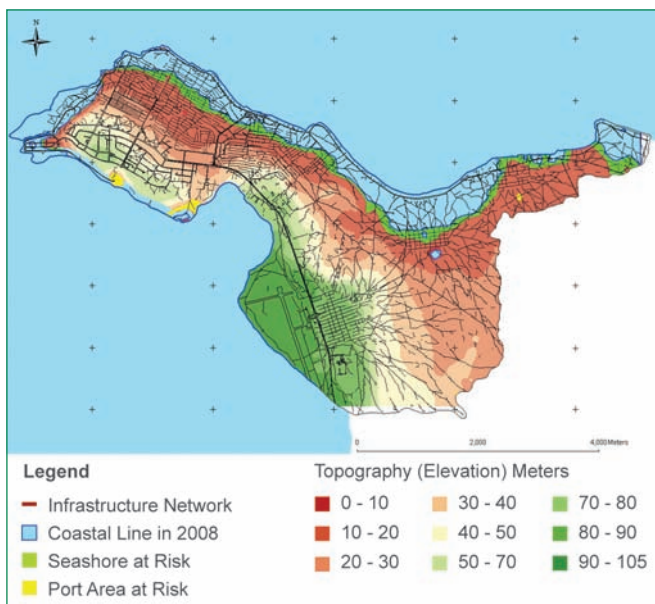 N
0 2,000 4,000 Meters
Legend
Infrastructure Network
Coastal Line in 2008
Seashore at Risk
Port Area at Risk
Topography (Elevation) Meters
0 - 10 30 - 40 70 - 80
10 - 20 40 - 50 80 - 90
20 - 30 50 - 70 90 - 105